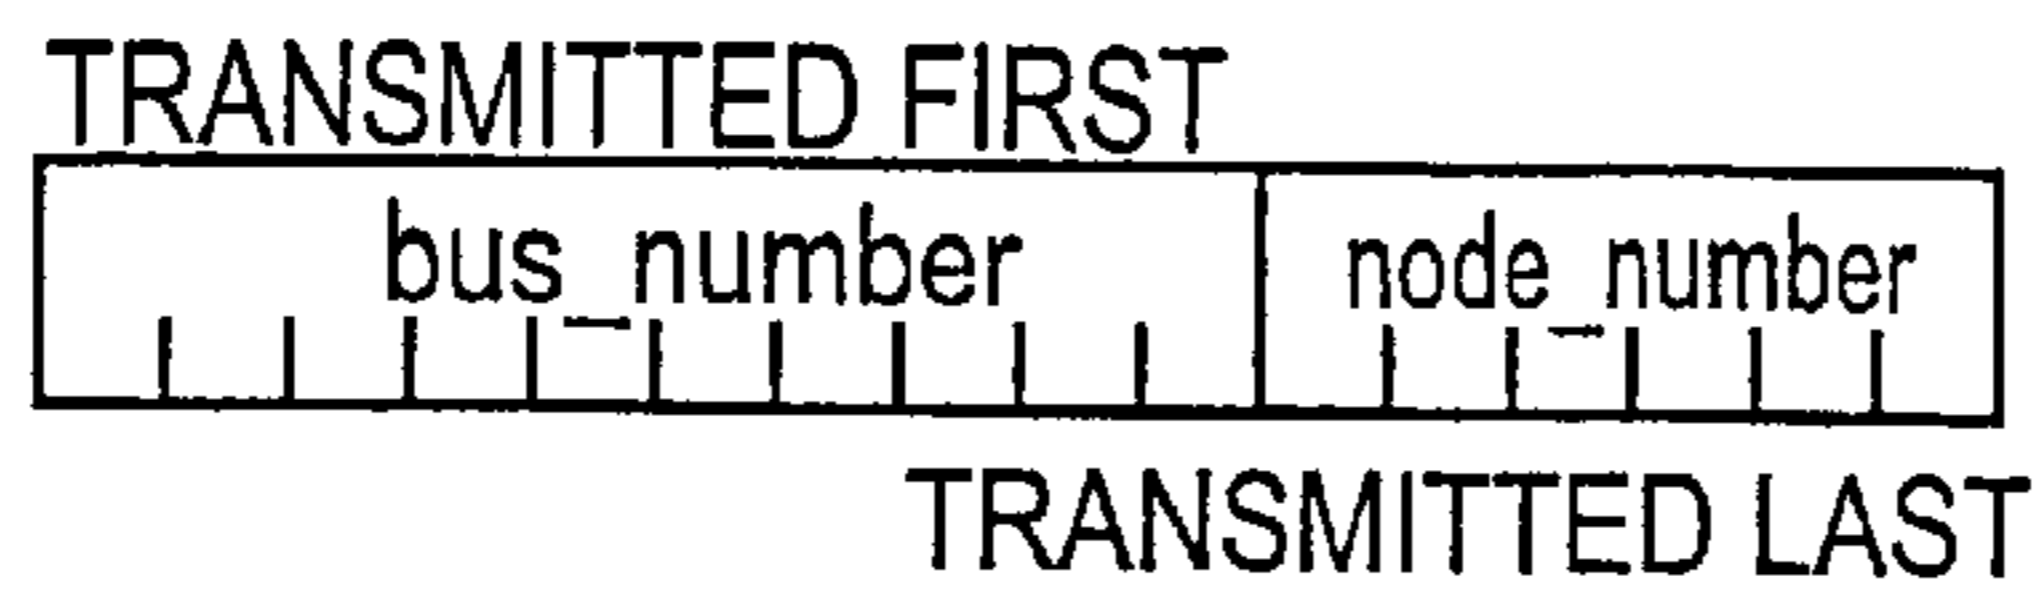 TRANSMITTED FIRST
bus_number node_number
TRANSMITTED LAST